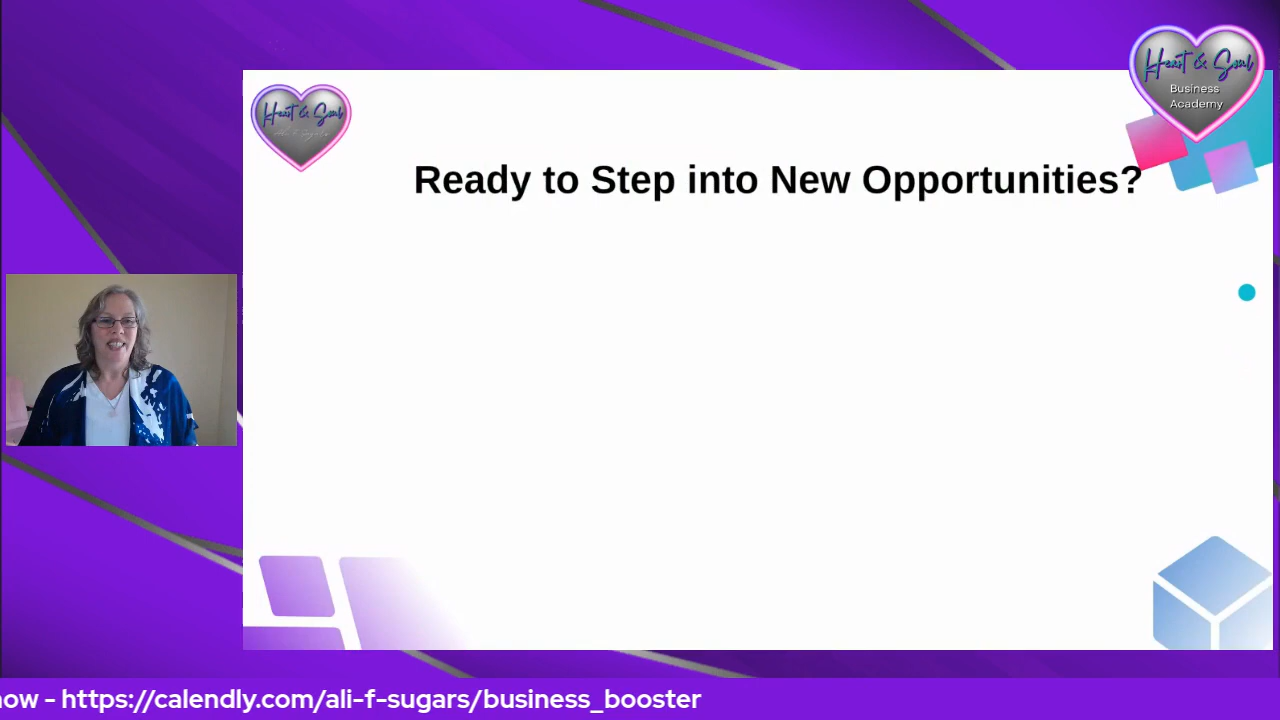 Heart & Soul
Business
Academy
Heart & Soul
Ready to Step into New Opportunities?
now - https://calendly.com/ali-f-sugars/business_booster